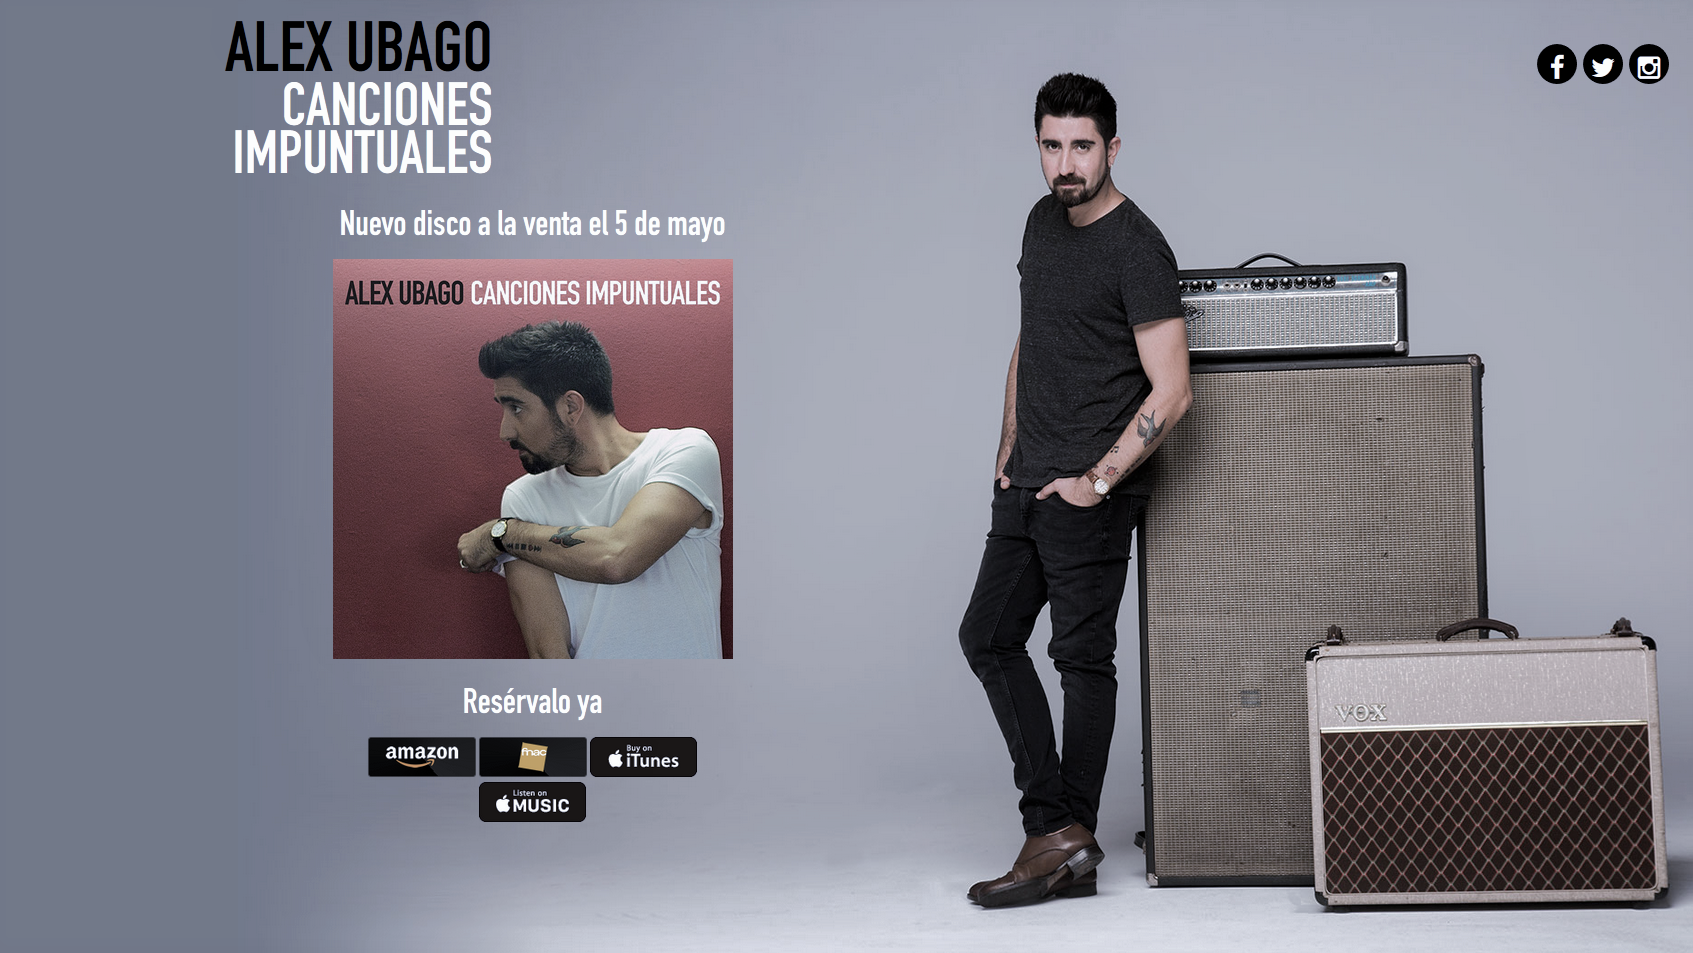 ALEX UBAGO
CANCIONES
IMPUNTUALES
Nuevo disco a la venta el 5 de mayo
ALEX UBAGO CANCIONES IMPUNTUALES
Resérvalo ya
amazon
fnac
Buy on
iTunes
Listen on
MUSIC
VOX